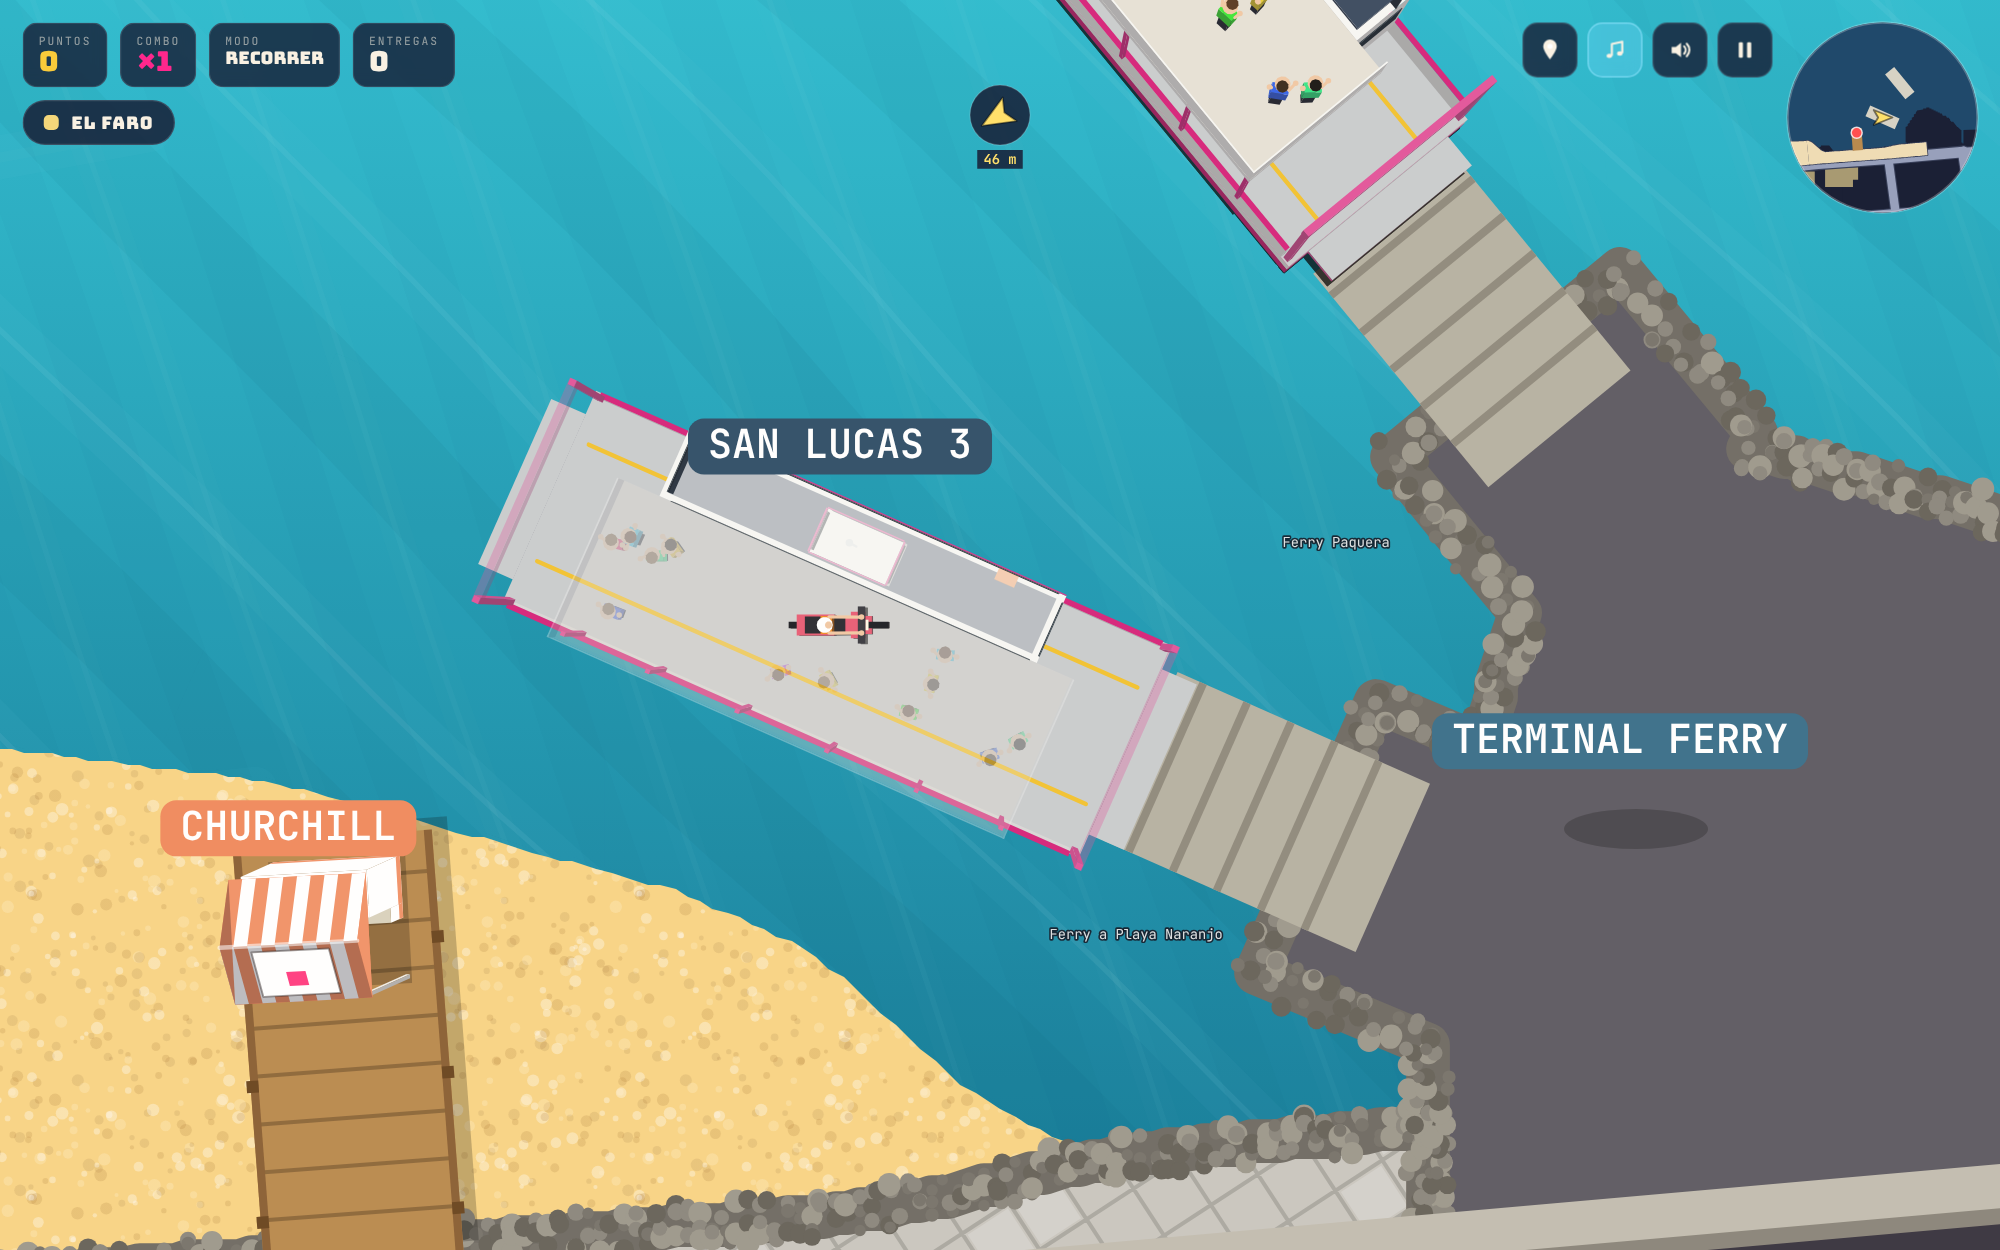 PUNTOS
0
COMBO
×1
MODO
RECORRER
ENTREGAS
0
EL FARO
46 m
SAN LUCAS 3
Ferry Paquera
TERMINAL FERRY
CHURCHILL
Ferry a Playa Naranjo